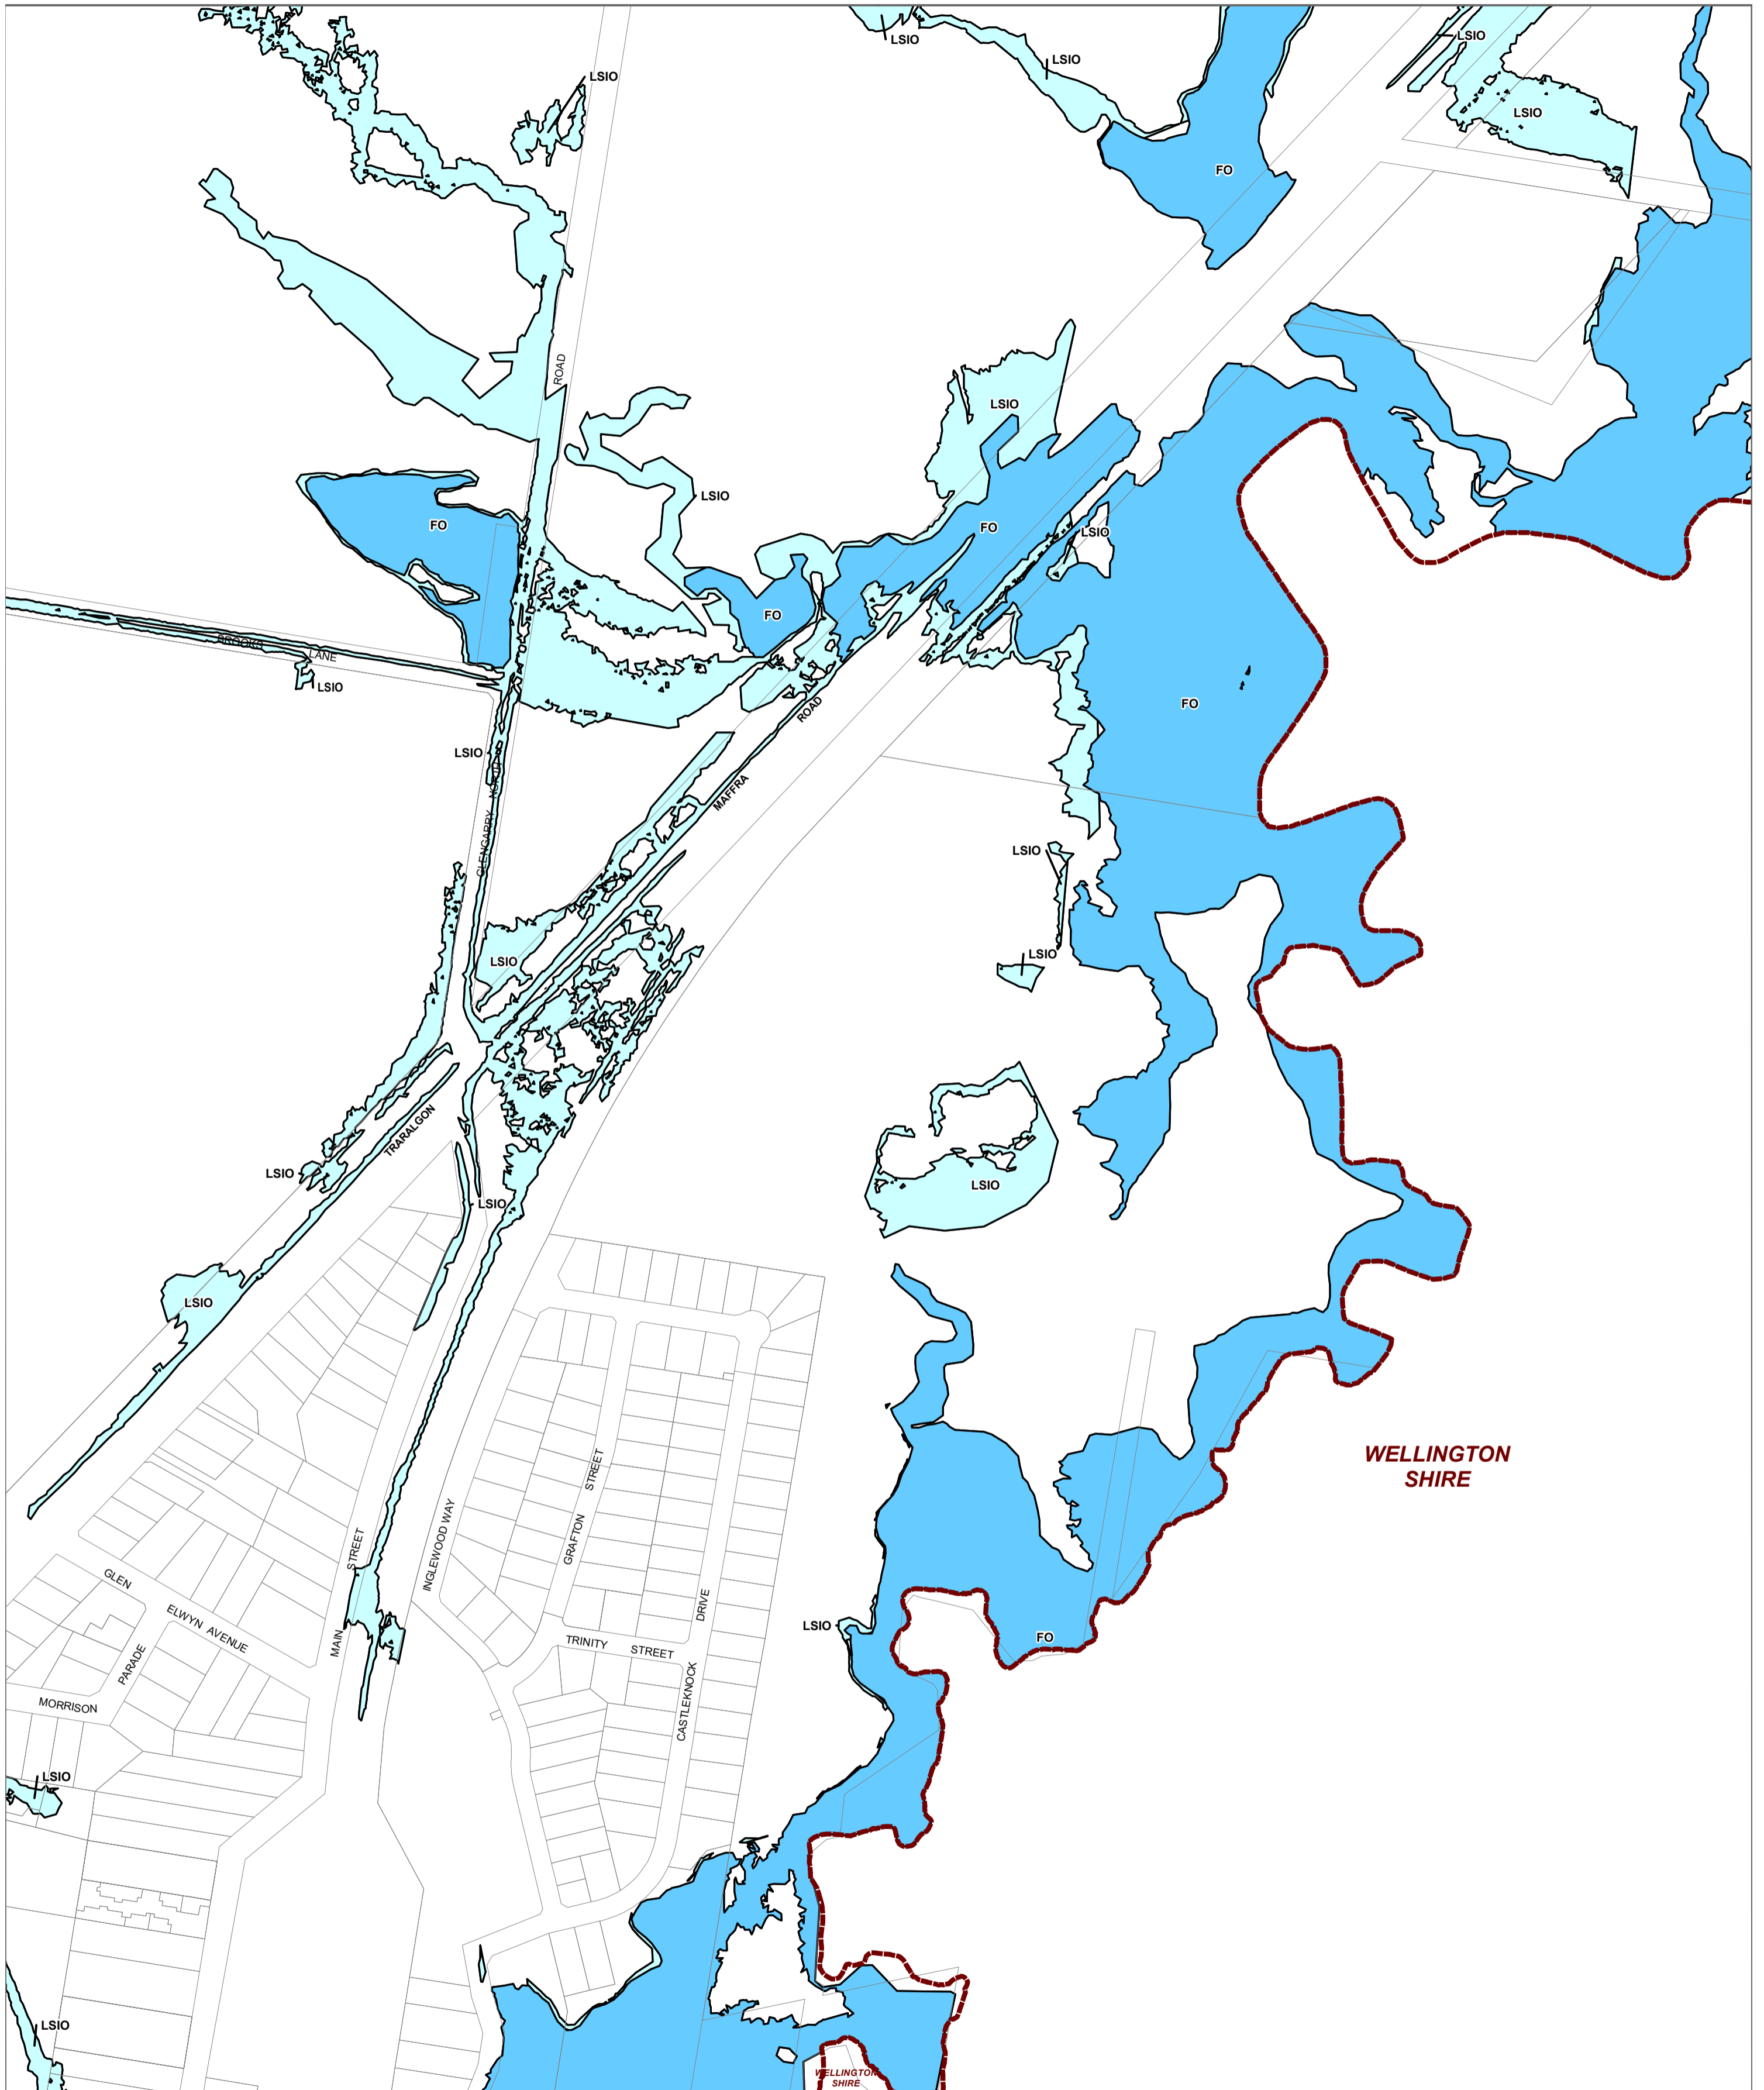 LSIO
LSIO
LSIO
LSIO
LSIO
FO
ROAD
LSIO
LSIO
FO
FO
LSIO
FO
BROOKS
LANE
LSIO
FO
ROAD
LSIO
GLENGARRY NORTH
MAFFRA
LSIO
LSIO
LSIO
TRARALGON
LSIO
LSIO
LSIO
LSIO
WELLINGTON
SHIRE
GRAFTON STREET
INGLEWOOD WAY
MAIN STREET
GLEN
ELWYN AVENUE
PARADE
MORRISON
TRINITY STREET
CASTLEKNOCK DRIVE
LSIO
FO
LSIO
LSIO
WELLINGTON
SHIRE